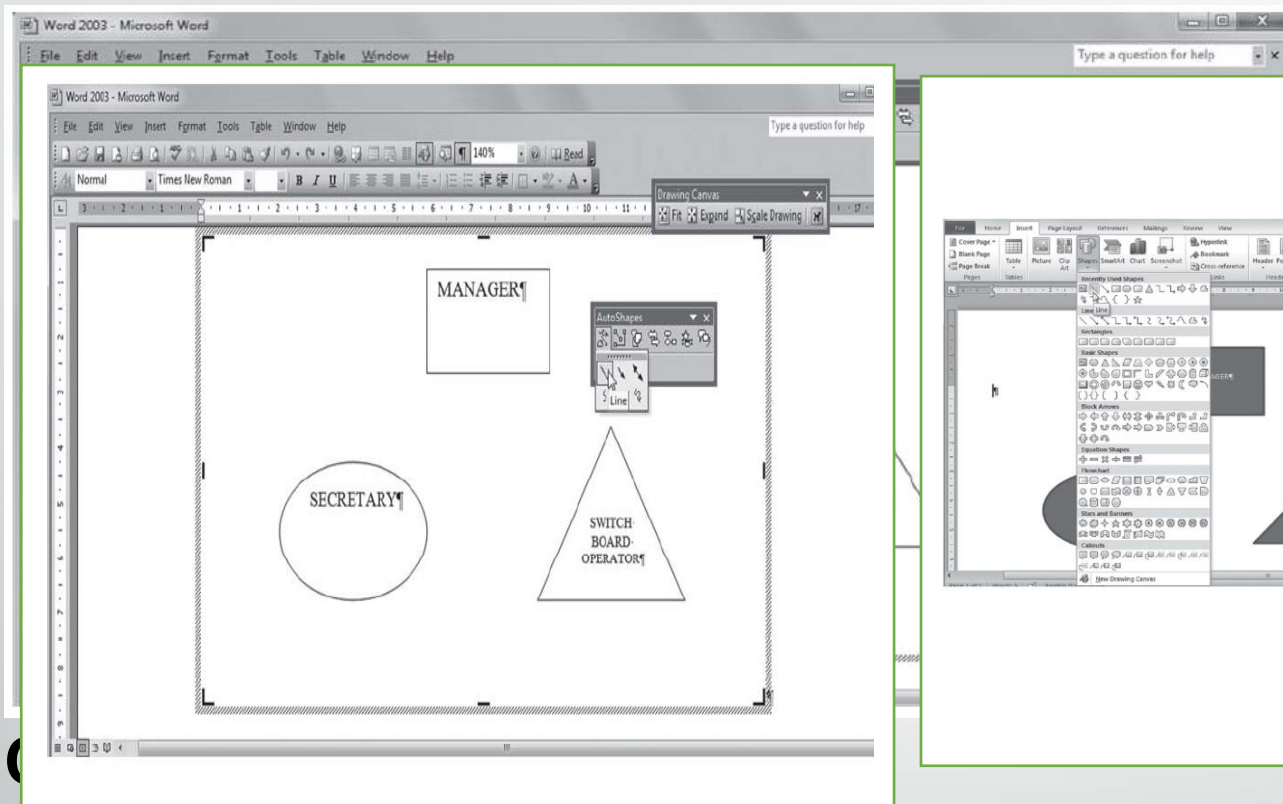 Word 2003 - Microsoft Word
File Edit View Insert Format Tools Table Window Help
Type a question for help
Word 2003 - Microsoft Word
File Edit View Insert Format Tools Table Window Help
Type a question for help
140%
Read
Normal
Times New Roman
B I U
Drawing Canvas
Fit Expand Scale Drawing
MANAGER¶
AutoShapes
Line
SECRETARY¶
SWITCH·
BOARD·
OPERATOR¶
File Home Insert Page Layout References Mailings Review View
Cover Page
Blank Page
Page Break
Table
Picture
Clip Art
Shapes
SmartArt
Chart
Screenshot
Hyperlink
Bookmark
Cross-reference
Pages
Tables
Links
Recently Used Shapes
Line
Rectangles
Basic Shapes
Block Arrows
Equation Shapes
Flowchart
Stars and Banners
Callouts
New Drawing Canvas